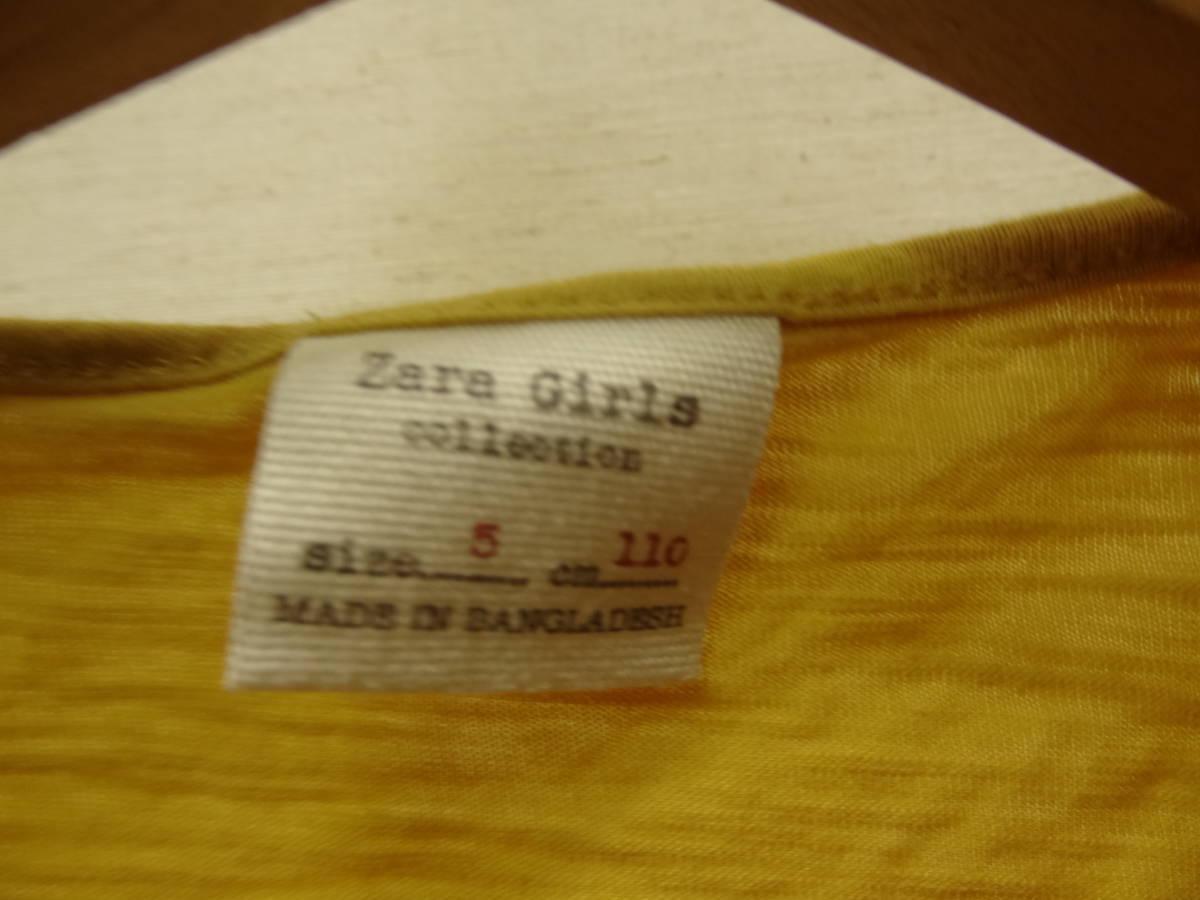 Zara Girls
collection
size 5 cm 110
MADE IN BANGLADESH